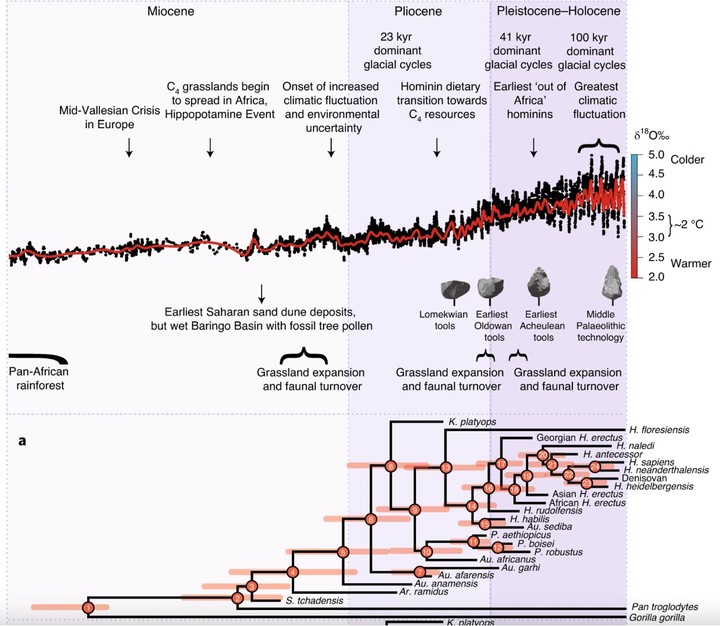 Miocene
Pliocene
Pleistocene–Holocene
23 kyr
dominant
glacial cycles
41 kyr
dominant
glacial cycles
100 kyr
dominant
glacial cycles
Mid-Vallesian Crisis
in Europe
C4 grasslands begin
to spread in Africa,
Hippopotamine Event
Onset of increased
climatic fluctuation
and environmental
uncertainty
Hominin dietary
transition towards
C4 resources
Earliest ‘out of
Africa’
hominins
Greatest
climatic
fluctuation
δ18O‰
5.0
4.5
4.0
3.5
3.0
2.5
2.0
Colder
~2 °C
Warmer
Earliest Saharan sand dune deposits,
but wet Baringo Basin with fossil tree pollen
Lomekwian
tools
Earliest
Oldowan
tools
Earliest
Acheulean
tools
Middle
Palaeolithic
technology
Pan-African
rainforest
Grassland expansion
and faunal turnover
Grassland expansion
and faunal turnover
Grassland expansion
and faunal turnover
a
K. platyops
H. floresiensis
Georgian H. erectus
H. naledi
H. antecessor
H. sapiens
H. neanderthalensis
Denisovan
H. heidelbergensis
Asian H. erectus
African H. erectus
H. rudolfensis
H. habilis
Au. sediba
P. aethiopicus
P. boisei
P. robustus
Au. africanus
Au. garhi
Au. afarensis
Au. anamensis
Ar. ramidus
S. tchadensis
Pan troglodytes
Gorilla gorilla
K. platyops
1